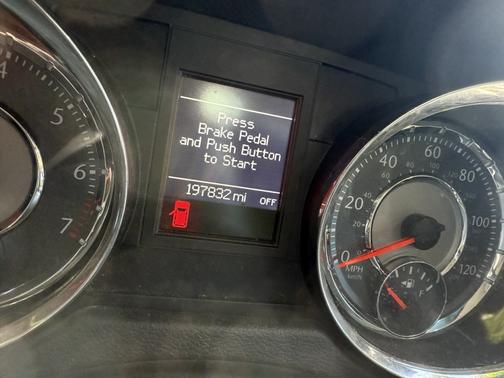 Press
Brake Pedal
and Push Button
to Start
197832 mi OFF
4
5
6
7
0
20
40
60
80
100
120
MPH
km/h
F